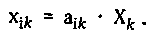 xik = aik · Xk.